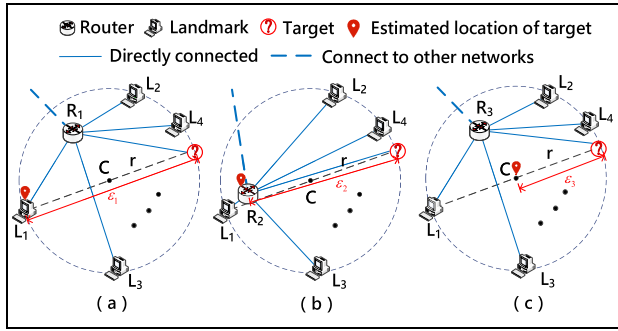 Router Landmark ? Target Estimated location of target
Directly connected Connect to other networks
R1 L2 L4 ? r C ε1 L1 L3
R2 L2 L4 ? r C ε2 L1 L3
R3 L2 L4 ? r C ε3 L1 L3
(a) (b) (c)